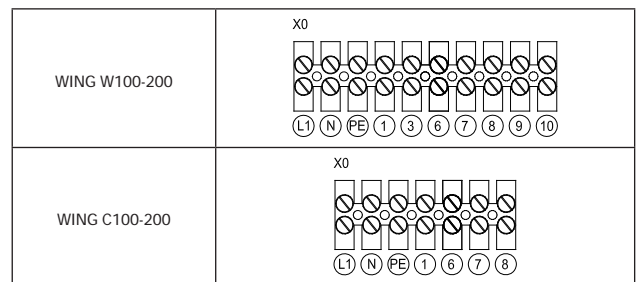 X0
WING W100-200
L1 N PE 1 3 6 7 8 9 10
X0
WING C100-200
L1 N PE 1 6 7 8